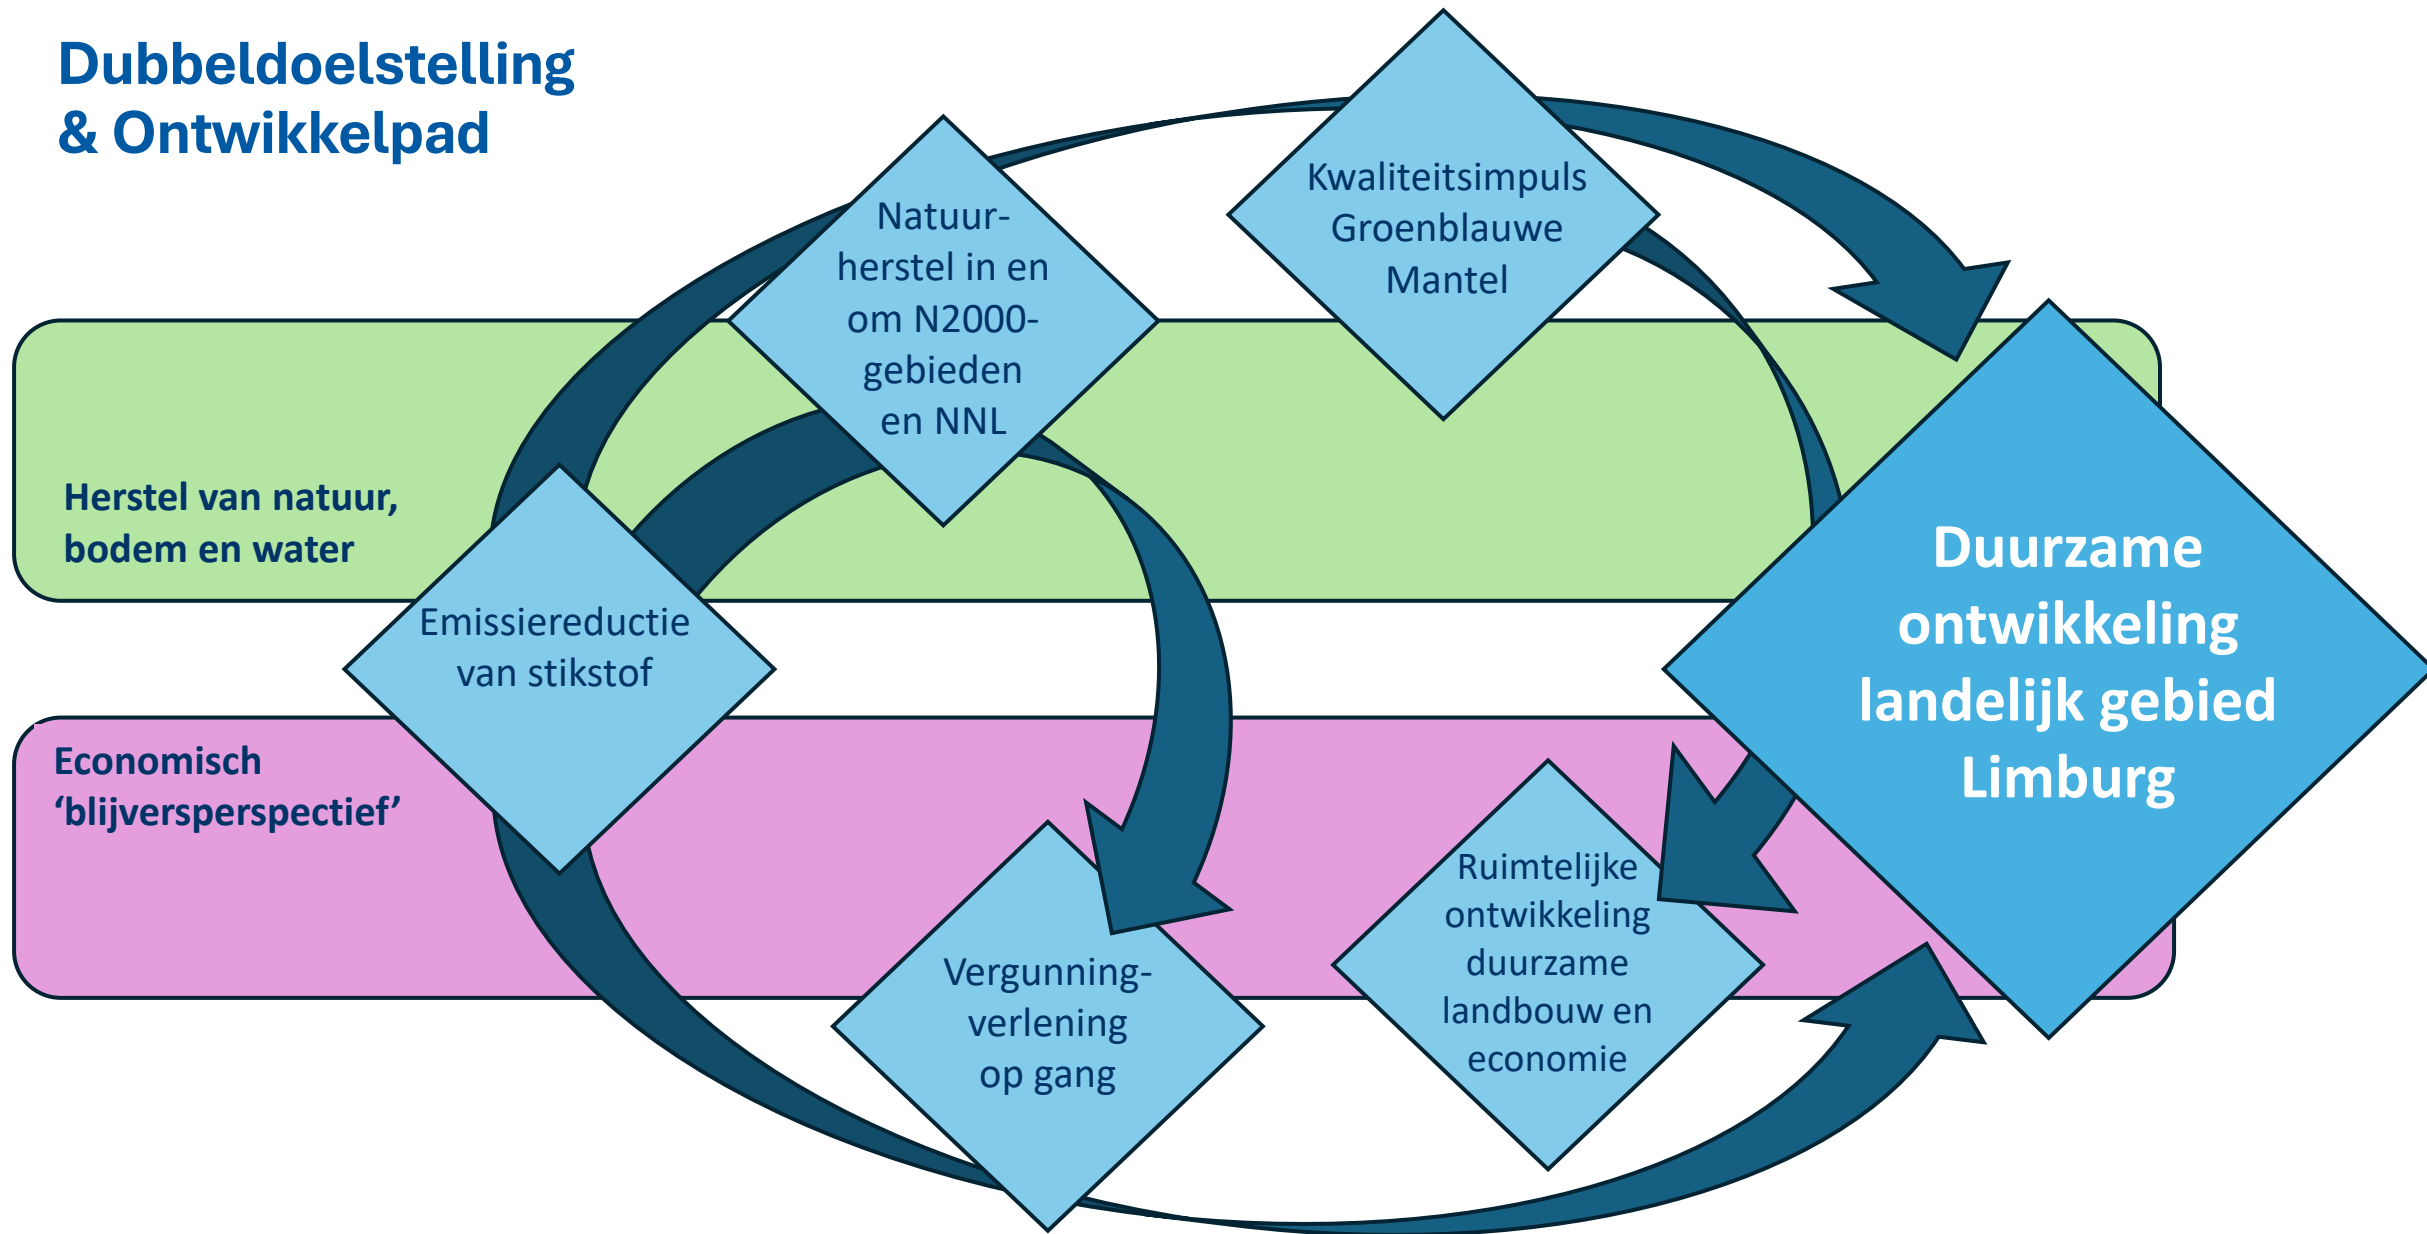 Dubbeldoelstelling
& Ontwikkelpad
Natuur-
herstel in en
om N2000-
gebieden
en NNL
Kwaliteitsimpuls
Groenblauwe
Mantel
Herstel van natuur,
bodem en water
Emissiereductie
van stikstof
Duurzame
ontwikkeling
landelijk gebied
Limburg
Economisch
‘blijversperspectief’
Vergunning-
verlening
op gang
Ruimtelijke
ontwikkeling
duurzame
landbouw en
economie